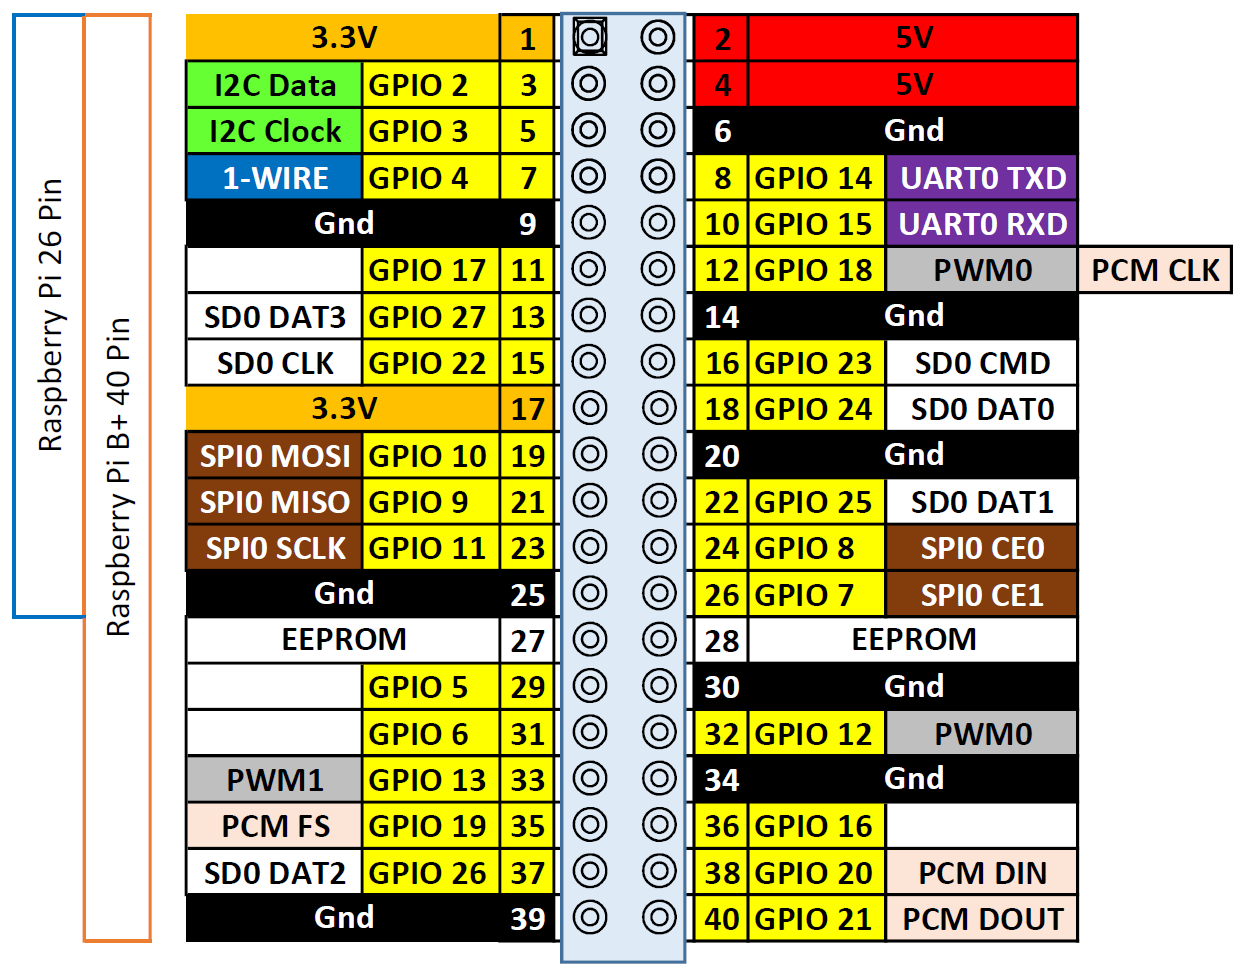 Raspberry Pi 26 Pin
Raspberry Pi B+ 40 Pin
3.3V 1 2 5V
I2C Data GPIO 2 3 4 5V
I2C Clock GPIO 3 5 6 Gnd
1-WIRE GPIO 4 7 8 GPIO 14 UART0 TXD
Gnd 9 10 GPIO 15 UART0 RXD
GPIO 17 11 12 GPIO 18 PWM0 PCM CLK
SD0 DAT3 GPIO 27 13 14 Gnd
SD0 CLK GPIO 22 15 16 GPIO 23 SD0 CMD
3.3V 17 18 GPIO 24 SD0 DAT0
SPI0 MOSI GPIO 10 19 20 Gnd
SPI0 MISO GPIO 9 21 22 GPIO 25 SD0 DAT1
SPI0 SCLK GPIO 11 23 24 GPIO 8 SPI0 CE0
Gnd 25 26 GPIO 7 SPI0 CE1
EEPROM 27 28 EEPROM
GPIO 5 29 30 Gnd
GPIO 6 31 32 GPIO 12 PWM0
PWM1 GPIO 13 33 34 Gnd
PCM FS GPIO 19 35 36 GPIO 16
SD0 DAT2 GPIO 26 37 38 GPIO 20 PCM DIN
Gnd 39 40 GPIO 21 PCM DOUT